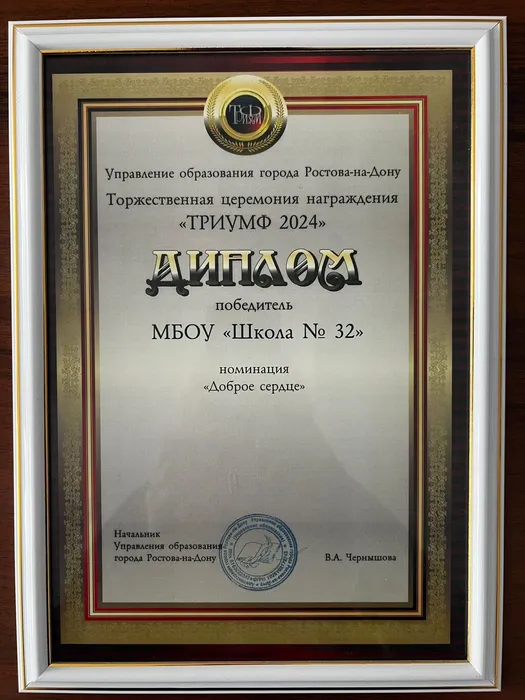 ТРИУМФ
Управление образования города Ростова-на-Дону
Торжественная церемония награждения
«ТРИУМФ 2024»
ДИПЛОМ
победитель
МБОУ «Школа № 32»
номинация
«Доброе сердце»
Начальник
Управления образования
города Ростова-на-Дону
В.А. Чернышова